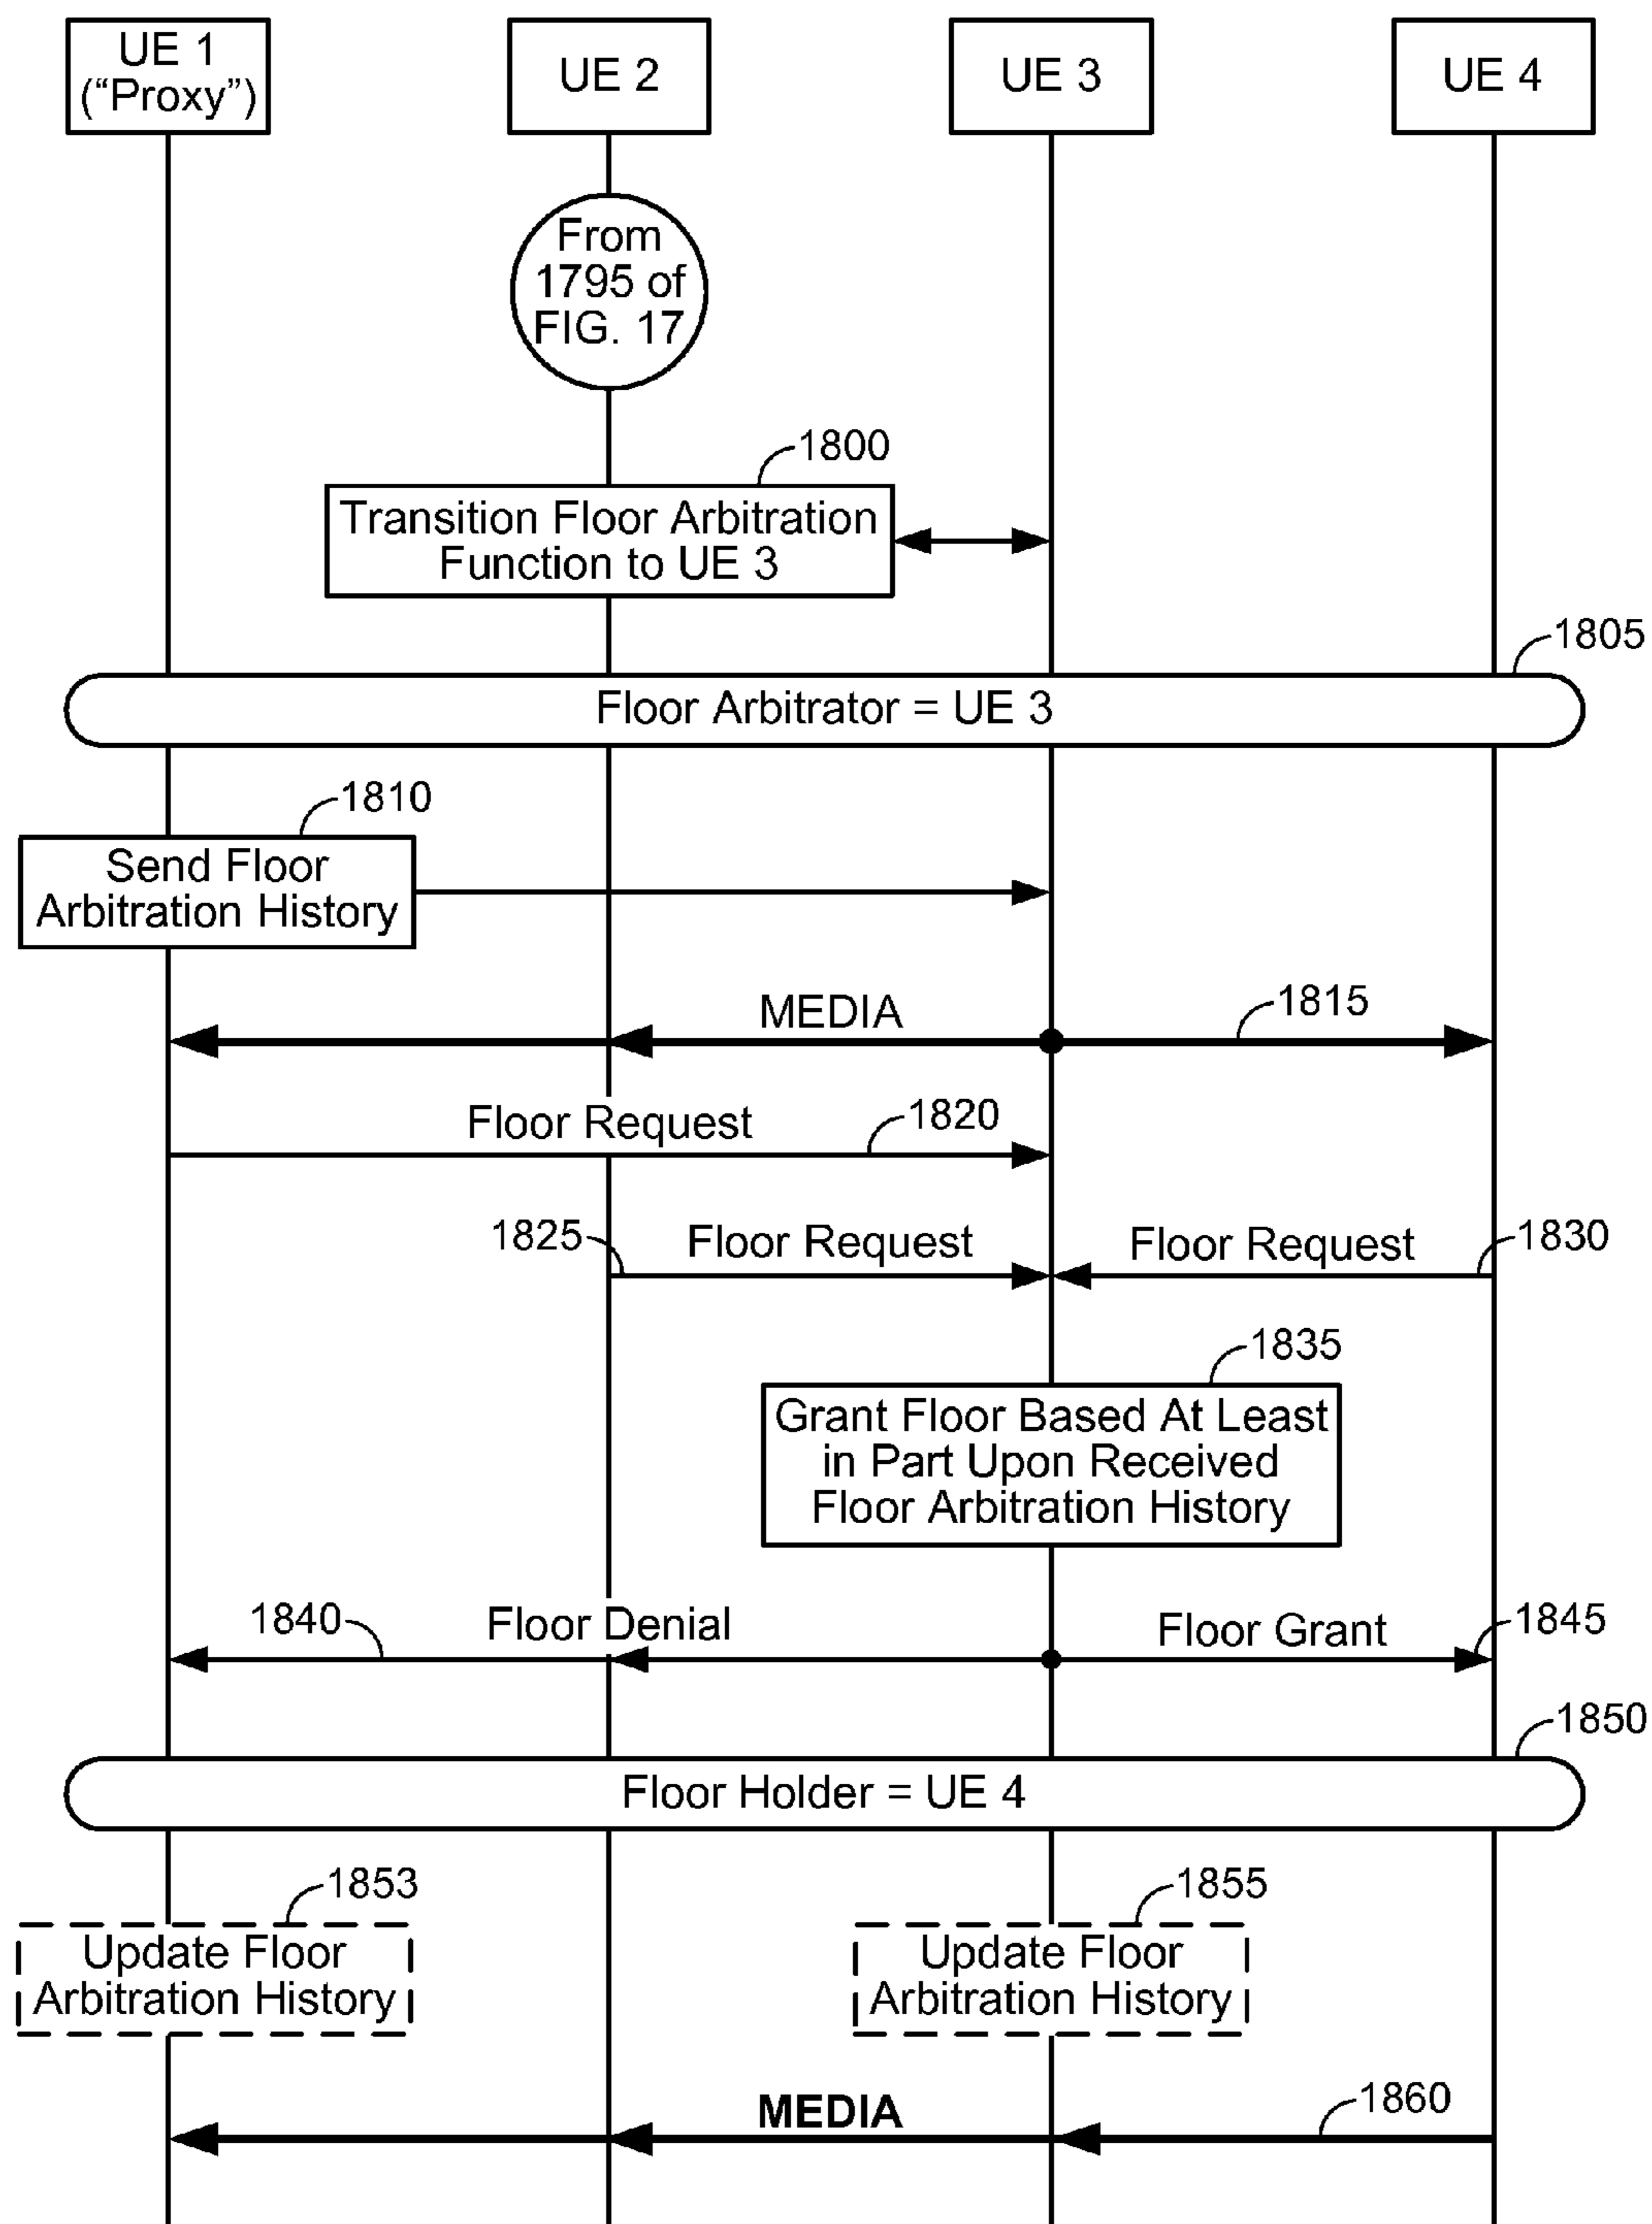 UE 1
(“Proxy”)
UE 2
UE 3
UE 4
From
1795 of
FIG. 17
1800
Transition Floor Arbitration
Function to UE 3
1805
Floor Arbitrator = UE 3
1810
Send Floor
Arbitration History
MEDIA
1815
Floor Request
1820
1825
Floor Request
Floor Request
1830
1835
Grant Floor Based At Least
in Part Upon Received
Floor Arbitration History
1840
Floor Denial
Floor Grant
1845
1850
Floor Holder = UE 4
1853
Update Floor
Arbitration History
1855
Update Floor
Arbitration History
MEDIA
1860